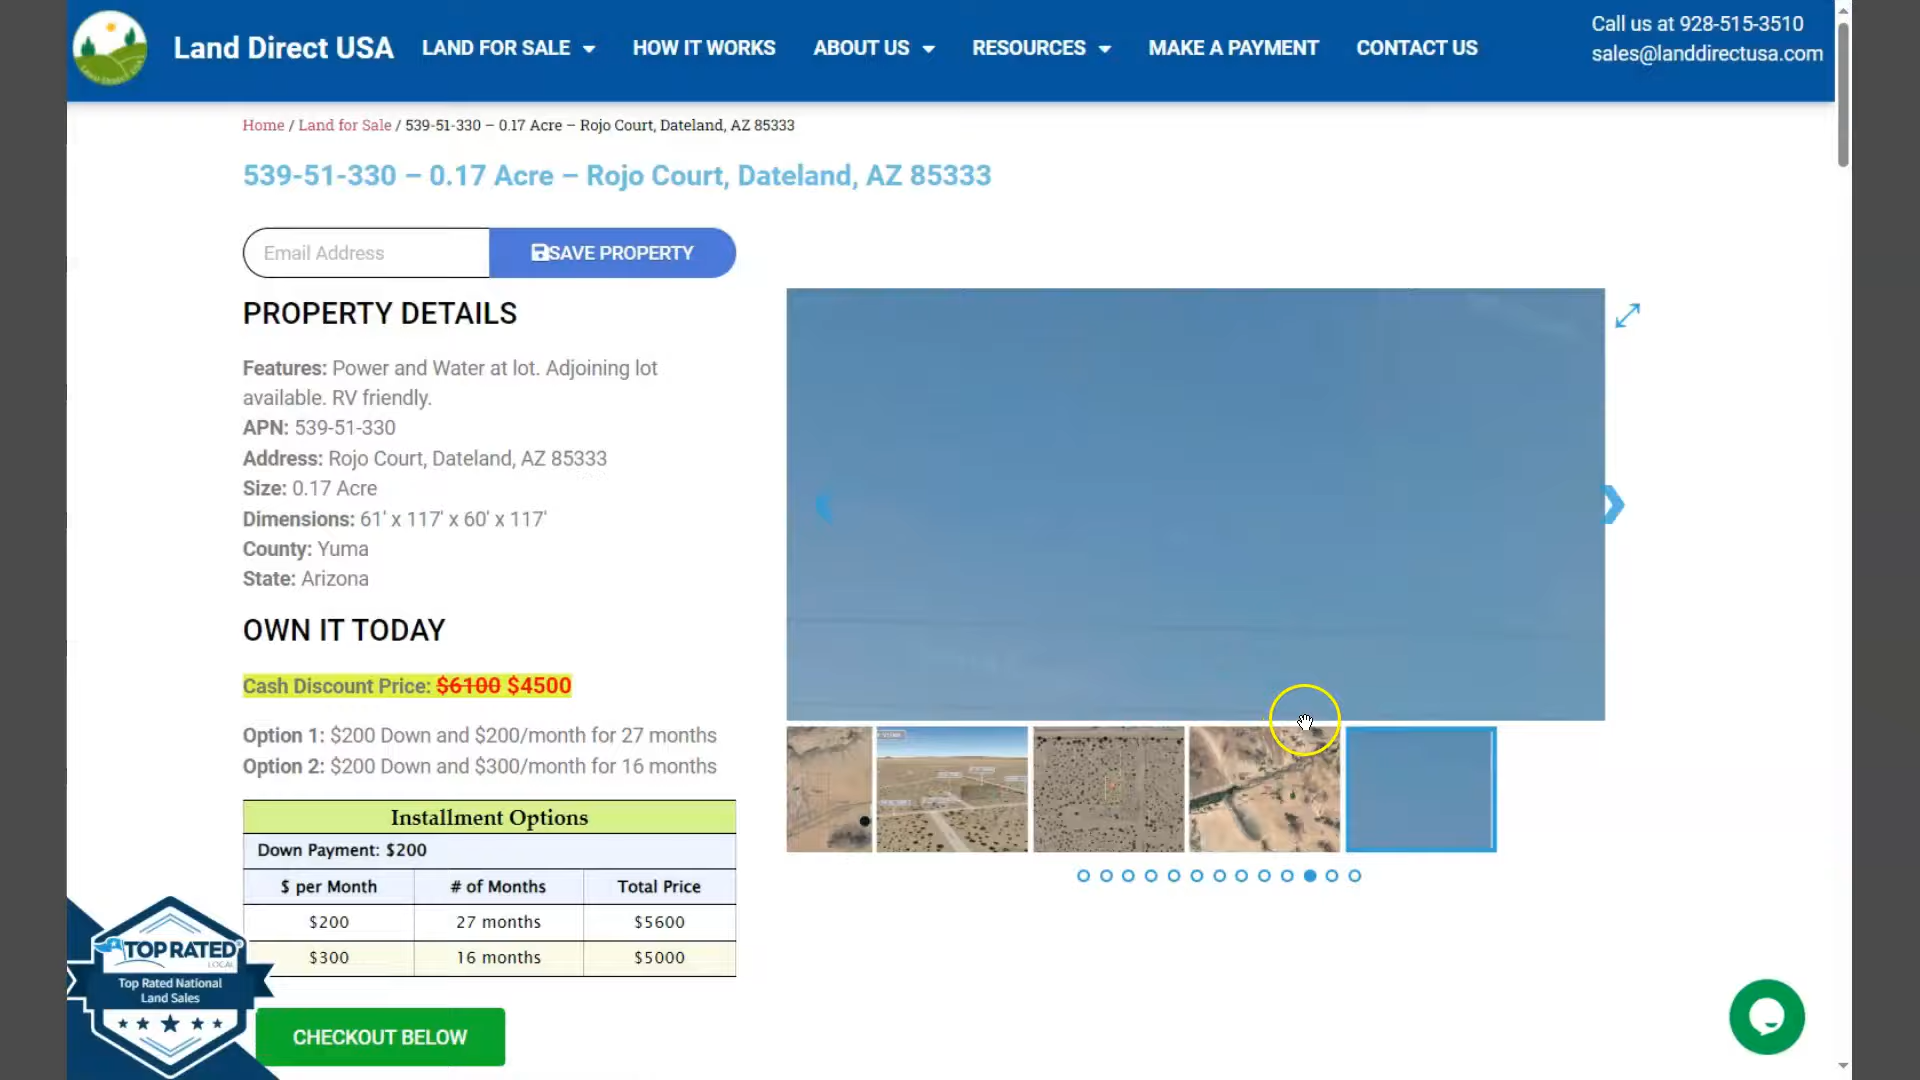 Land Direct USA
LAND FOR SALE
HOW IT WORKS
ABOUT US
RESOURCES
MAKE A PAYMENT
CONTACT US
Call us at 928-515-3510
sales@landdirectusa.com
Home / Land for Sale / 539-51-330 – 0.17 Acre – Rojo Court, Dateland, AZ 85333
539-51-330 – 0.17 Acre – Rojo Court, Dateland, AZ 85333
Email Address
SAVE PROPERTY
PROPERTY DETAILS
Features: Power and Water at lot. Adjoining lot
available. RV friendly.
APN: 539-51-330
Address: Rojo Court, Dateland, AZ 85333
Size: 0.17 Acre
Dimensions: 61' x 117' x 60' x 117'
County: Yuma
State: Arizona
OWN IT TODAY
Cash Discount Price: $6100 $4500
Option 1: $200 Down and $200/month for 27 months
Option 2: $200 Down and $300/month for 16 months
Installment Options
Down Payment: $200
$ per Month # of Months Total Price
$200 27 months $5600
$300 16 months $5000
TOP RATED
LOCAL
Top Rated National
Land Sales
CHECKOUT BELOW